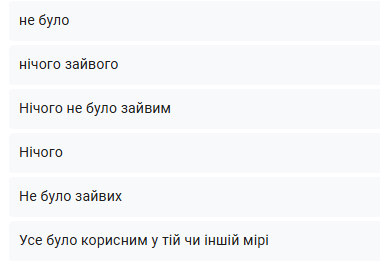 не було
нічого зайвого
Нічого не було зайвим
Нічого
Не було зайвих
Усе було корисним у тій чи іншій мірі